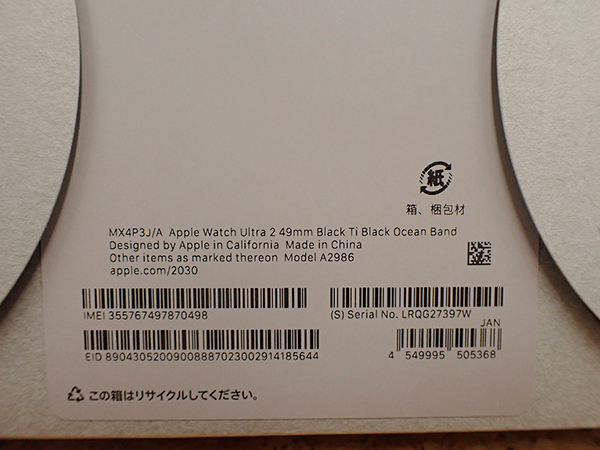 紙
箱、梱包材
MX4P3J/A Apple Watch Ultra 2 49mm Black Ti Black Ocean Band
Designed by Apple in California Made in China
Other items as marked thereon Model A2986
apple.com/2030
IMEI 355767497870498
(S) Serial No. LRQG27397W
JAN
EID 89043052009008887023002914185644
4 549995 505368
この箱はリサイクルしてください。